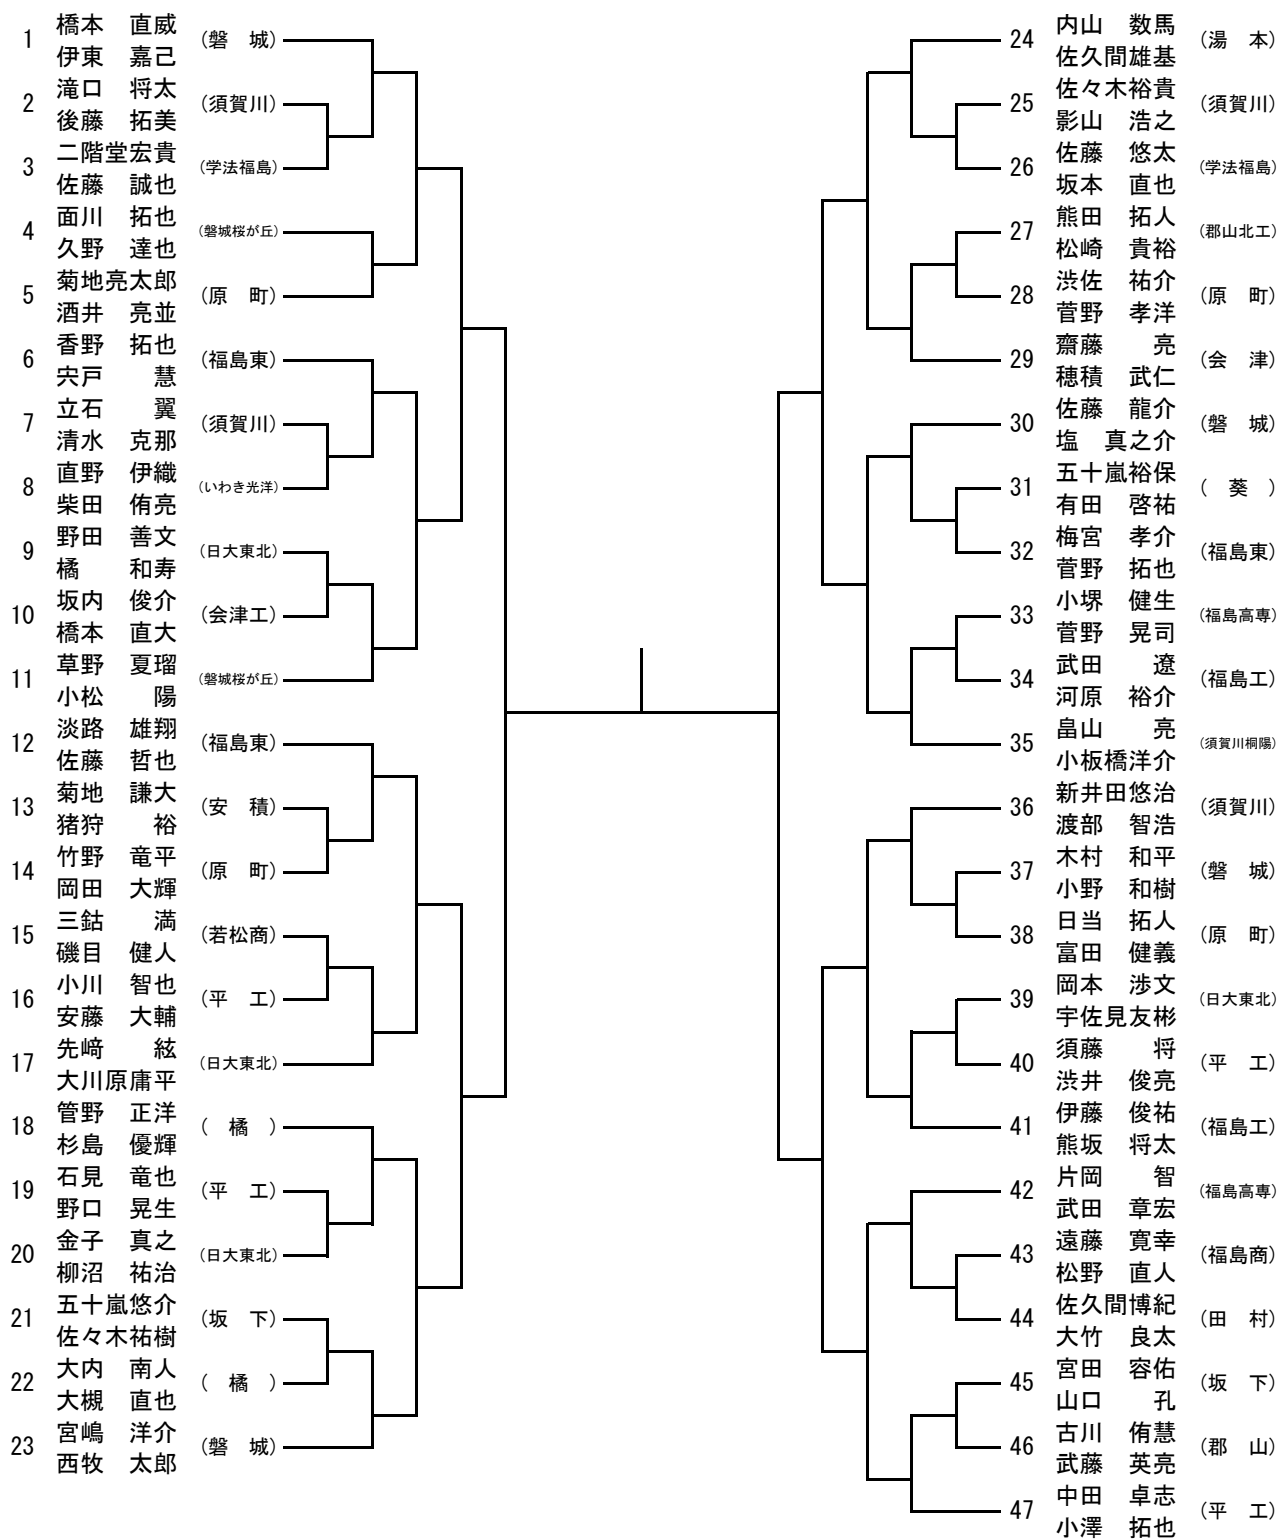 橋本　直威
1 (磐　城)
伊東　嘉己
滝口　将太
2 (須賀川)
後藤　拓美
二階堂宏貴
3 (学法福島)
佐藤　誠也
面川　拓也
4 (磐城桜が丘)
久野　達也
菊地亮太郎
5 (原　町)
酒井　亮並
香野　拓也
6 (福島東)
宍戸　　慧
立石　　翼
7 (須賀川)
清水　克那
直野　伊織
8 (いわき光洋)
柴田　侑亮
野田　善文
9 (日大東北)
橘　　和寿
坂内　俊介
10 (会津工)
橋本　直大
草野　夏瑠
11 (磐城桜が丘)
小松　　陽
淡路　雄翔
12 (福島東)
佐藤　哲也
菊地　謙大
13 (安　積)
猪狩　　裕
竹野　竜平
14 (原　町)
岡田　大輝
三鈷　　満
15 (若松商)
磯目　健人
小川　智也
16 (平　工)
安藤　大輔
先﨑　　絃
17 (日大東北)
大川原庸平
管野　正洋
18 (　橘　)
杉島　優輝
石見　竜也
19 (平　工)
野口　晃生
金子　真之
20 (日大東北)
柳沼　祐治
五十嵐悠介
21 (坂　下)
佐々木祐樹
大内　南人
22 (　橘　)
大槻　直也
宮嶋　洋介
23 (磐　城)
西牧　太郎
内山　数馬
24 (湯　本)
佐久間雄基
佐々木裕貴
25 (須賀川)
影山　浩之
佐藤　悠太
26 (学法福島)
坂本　直也
熊田　拓人
27 (郡山北工)
松崎　貴裕
渋佐　祐介
28 (原　町)
菅野　孝洋
齋藤　　亮
29 (会　津)
穂積　武仁
佐藤　龍介
30 (磐　城)
塩　真之介
五十嵐裕保
31 (　葵　)
有田　啓祐
梅宮　孝介
32 (福島東)
菅野　拓也
小堺　健生
33 (福島高専)
菅野　晃司
武田　　遼
34 (福島工)
河原　裕介
畠山　　亮
35 (須賀川桐陽)
小板橋洋介
新井田悠治
36 (須賀川)
渡部　智浩
木村　和平
37 (磐　城)
小野　和樹
日当　拓人
38 (原　町)
富田　健義
岡本　渉文
39 (日大東北)
宇佐見友彬
須藤　　将
40 (平　工)
渋井　俊亮
伊藤　俊祐
41 (福島工)
熊坂　将太
片岡　　智
42 (福島高専)
武田　章宏
遠藤　寛幸
43 (福島商)
松野　直人
佐久間博紀
44 (田　村)
大竹　良太
宮田　容佑
45 (坂　下)
山口　　孔
古川　侑慧
46 (郡　山)
武藤　英亮
中田　卓志
47 (平　工)
小澤　拓也